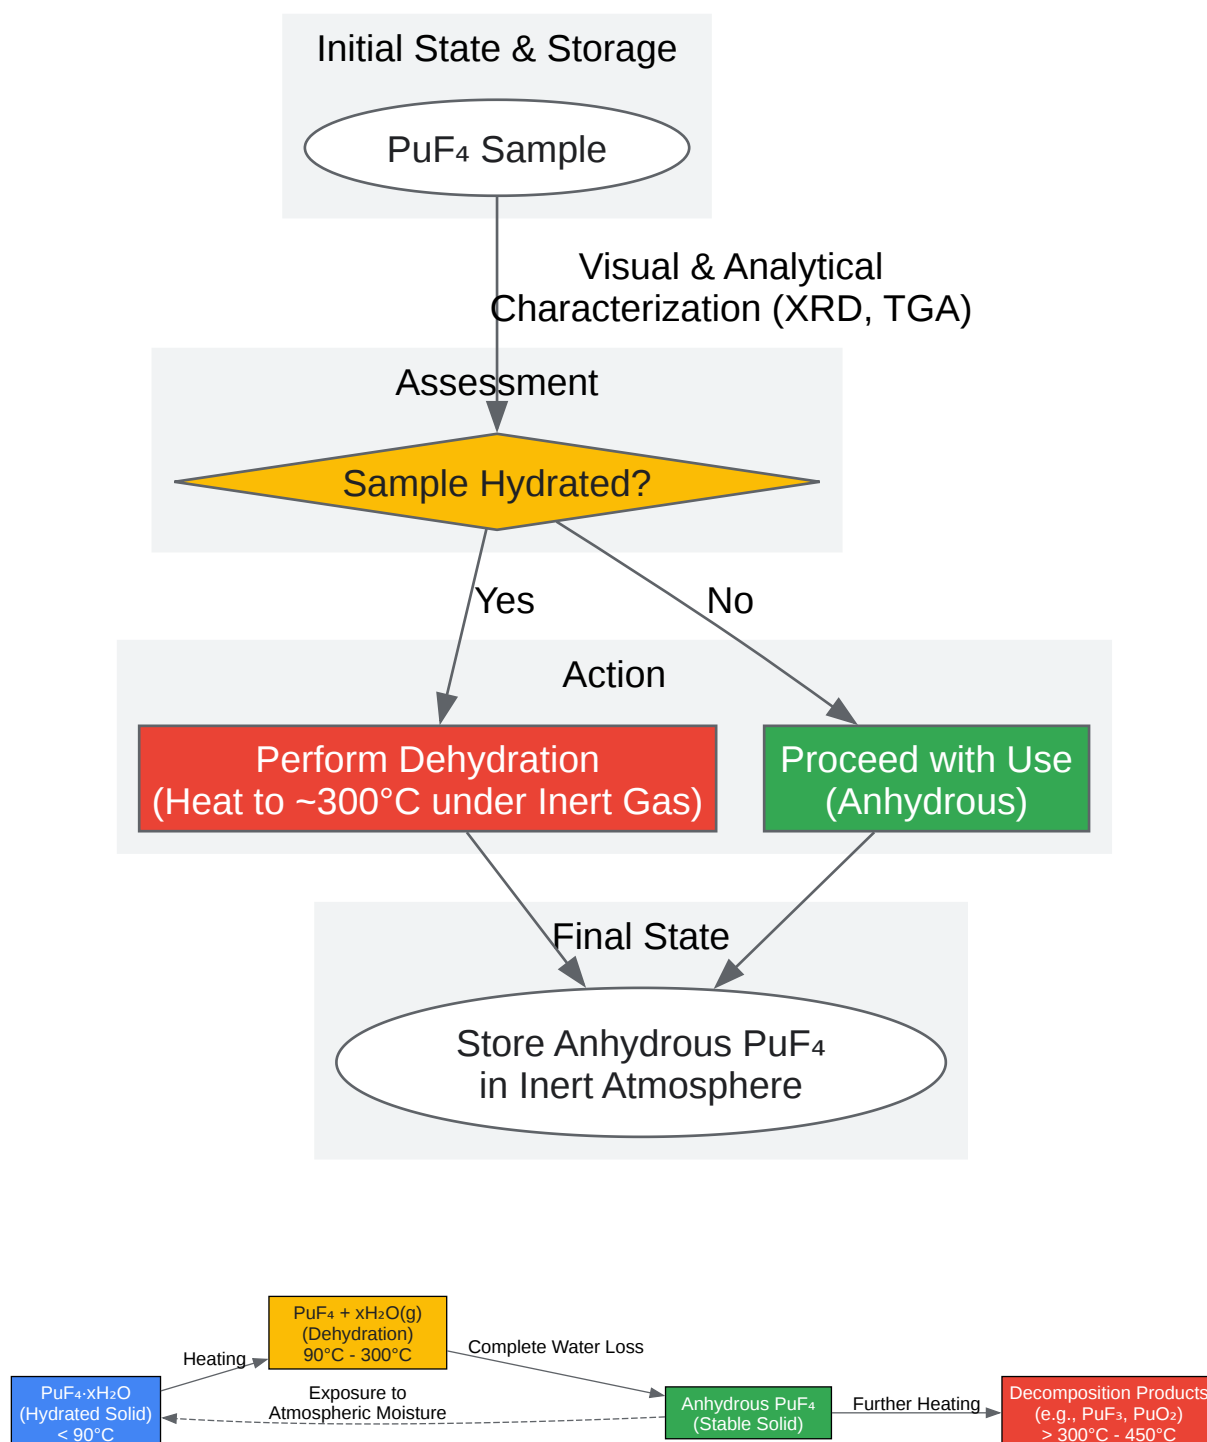 Initial State & Storage
PuF₄ Sample
Visual & Analytical
Characterization (XRD, TGA)
Assessment
Sample Hydrated?
Yes
No
Action
Perform Dehydration
(Heat to ~300°C under Inert Gas)
Proceed with Use
(Anhydrous)
Final State
Store Anhydrous PuF₄
in Inert Atmosphere
PuF₄ + xH₂O(g)
(Dehydration)
90°C - 300°C
Heating
Complete Water Loss
PuF₄·xH₂O
(Hydrated Solid)
< 90°C
Exposure to
Atmospheric Moisture
Anhydrous PuF₄
(Stable Solid)
Further Heating
Decomposition Products
(e.g., PuF₃, PuO₂)
> 300°C - 450°C